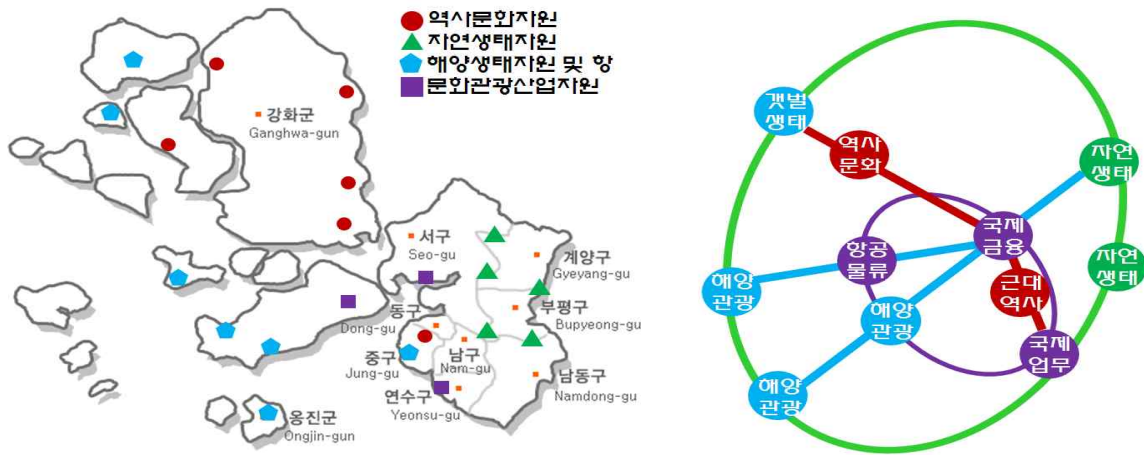 역사문화자원
자연생태자원
해양생태자원 및 항
문화관광산업자원
강화군
Ganghwa-gun
서구
Seo-gu
계양구
Gyeyang-gu
부평구
Bupyeong-gu
동구
Dong-gu
중구
Jung-gu
남구
Nam-gu
남동구
Namdong-gu
연수구
Yeonsu-gu
옹진군
Ongjin-gun
갯벌
생태
역사
문화
자연
생태
국제
금융
항공
물류
자연
생태
해양
관광
근대
역사
해양
관광
국제
업무
해양
관광